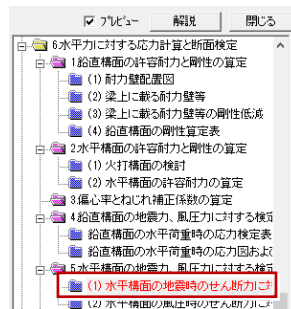 プレビュー 解説 閉じる
6水平力に対する応力計算と断面検定
1.鉛直構面の許容耐力と剛性の算定
(1) 耐力壁配置図
(2) 梁上に載る耐力壁等
(3) 梁上に載る耐力壁等の剛性低減
(4) 鉛直構面の剛性算定表
2.水平構面の許容耐力と剛性の算定
(1) 火打構面の検討
(2) 水平構面の許容耐力の算定
3.偏心率とねじれ補正係数の算定
4.鉛直構面の地震力、風圧力に対する検定
鉛直構面の水平荷重時の応力検定表
鉛直構面の水平荷重時の応力図およ
5.水平構面の地震力、風圧力に対する検定
(1) 水平構面の地震時のせん断力に対
(2) 水平構面の風圧時のせん断力に対